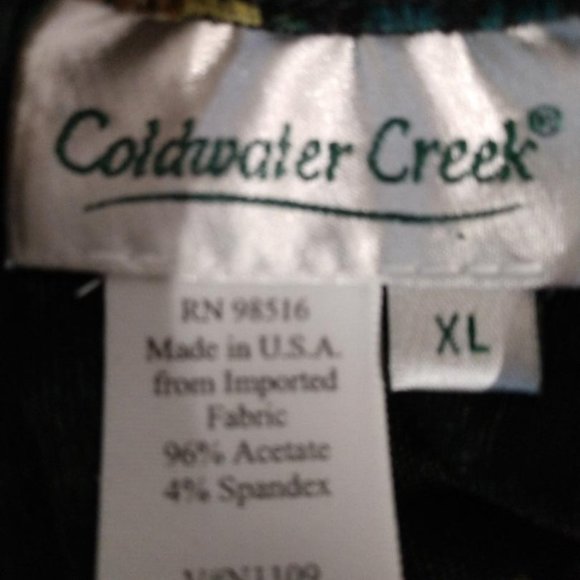 Coldwater Creek®
XL
RN 98516
Made in U.S.A.
from Imported
Fabric
96% Acetate
4% Spandex